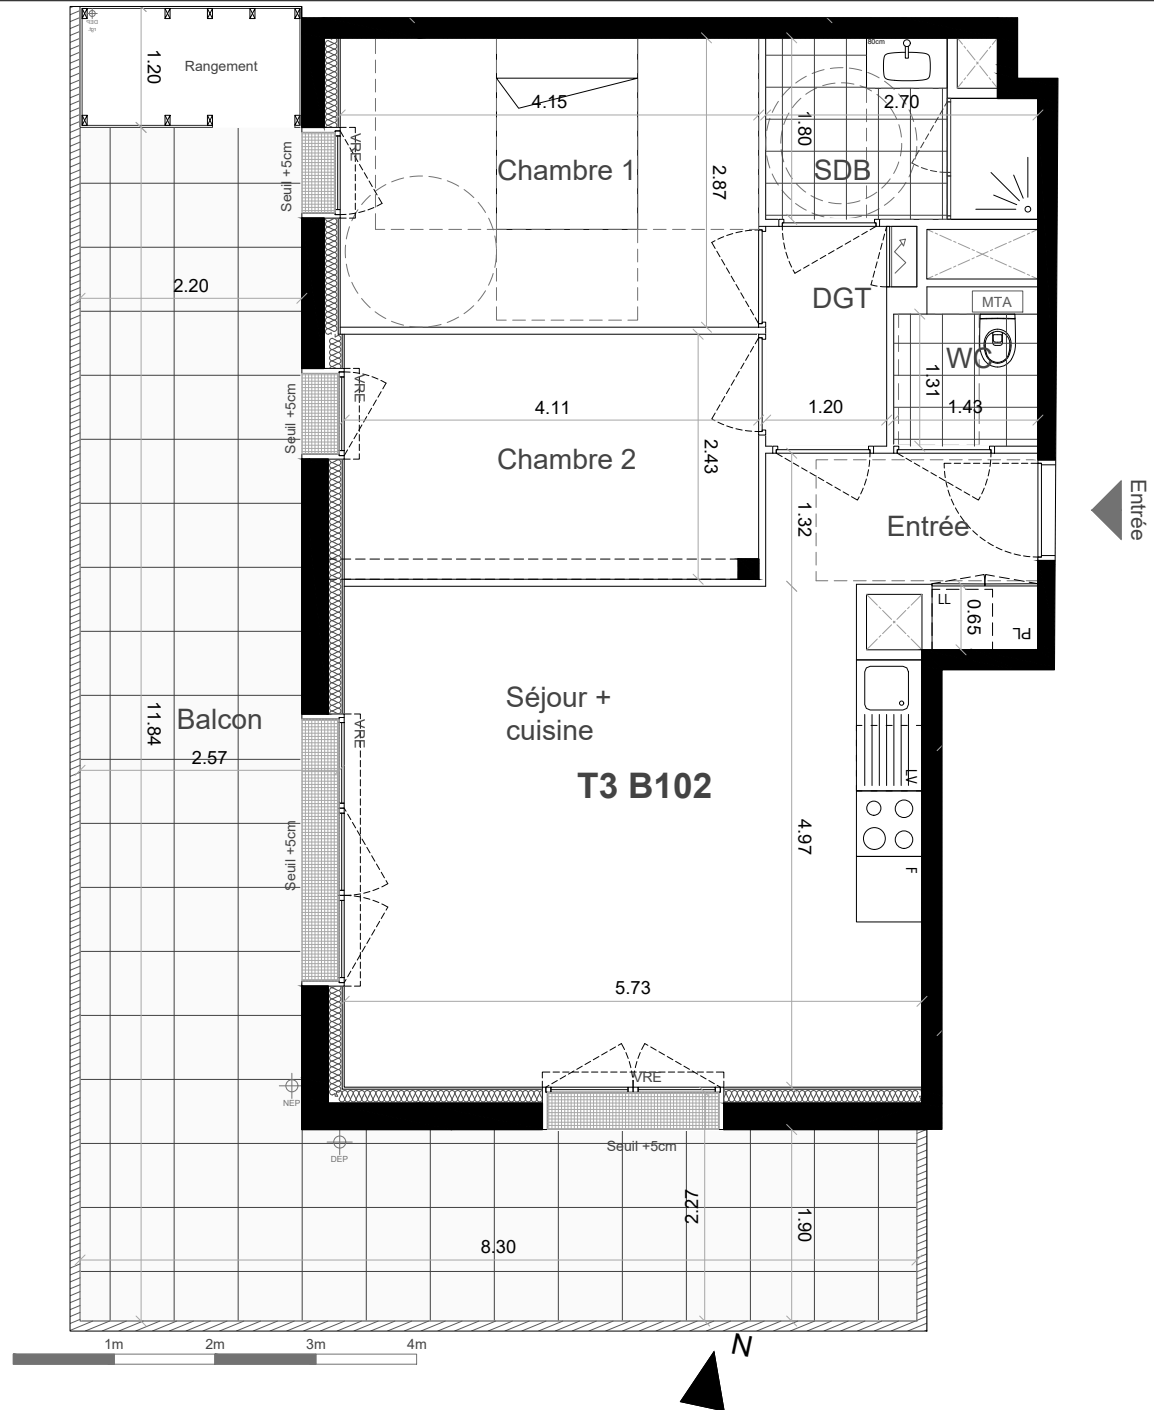 Rangement
1.20
DEP
80cm
4.15
2.70
1.80
VRE
Seuil +5cm
Chambre 1
2.87
SDB
2.20
DGT
MTA
WC
1.31
VRE
Seuil +5cm
4.11
1.20
1.43
Chambre 2
2.43
1.32
Entrée
Entrée
LL
0.65
PL
Séjour +
cuisine
Balcon
11.84
2.57
VRE
T3 B102
LV
Seuil +5cm
4.97
F
5.73
VRE
NEP
DEP
Seuil +5cm
2.27
1.90
8.30
1m
2m
3m
4m
N